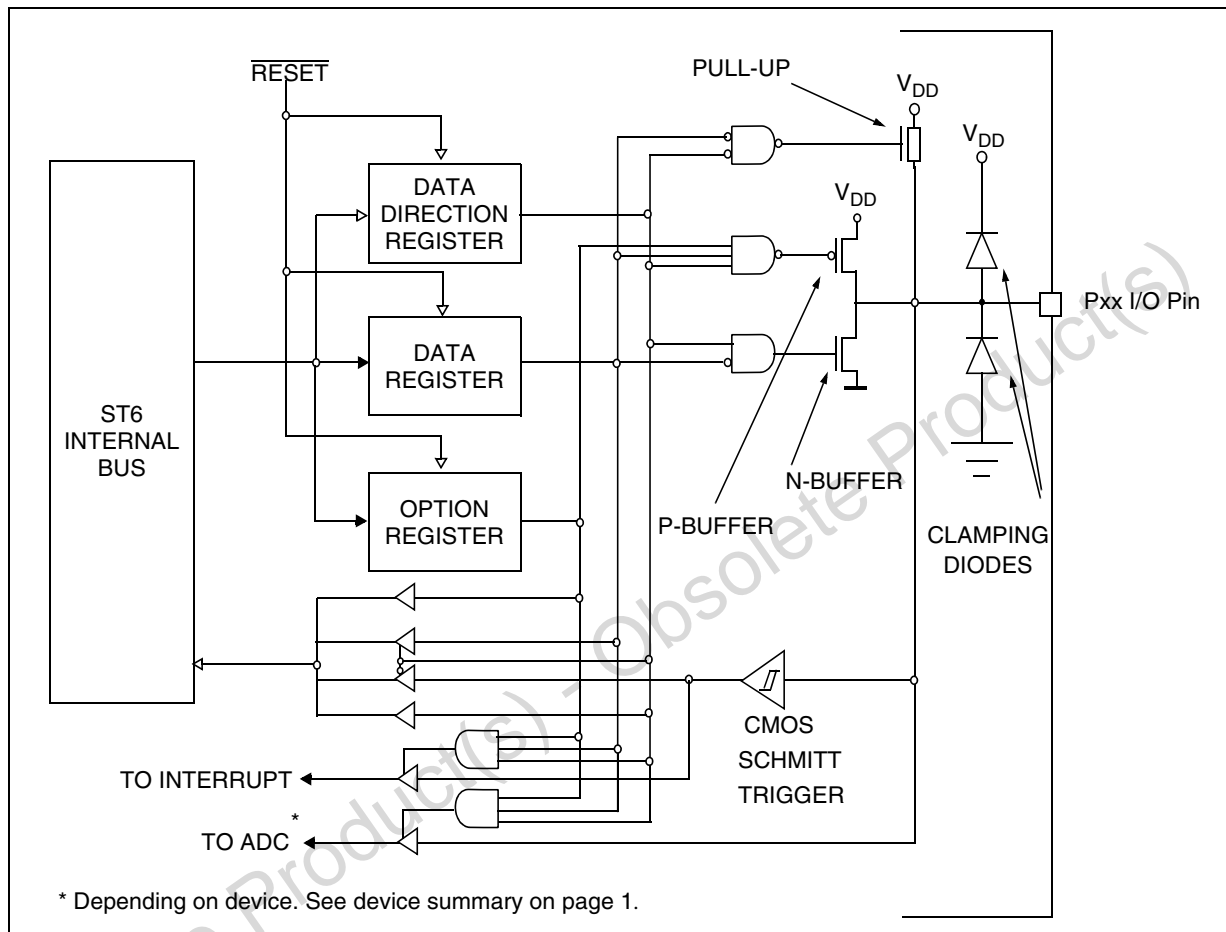 RESET
PULL-UP
VDD
VDD
DATA
DIRECTION
REGISTER
VDD
Pxx I/O Pin
DATA
REGISTER
ST6
INTERNAL
BUS
N-BUFFER
OPTION
REGISTER
P-BUFFER
CLAMPING
DIODES
CMOS
SCHMITT
TRIGGER
TO INTERRUPT
TO ADC *
* Depending on device. See device summary on page 1.
Product(s) - Obsolete Product(s)